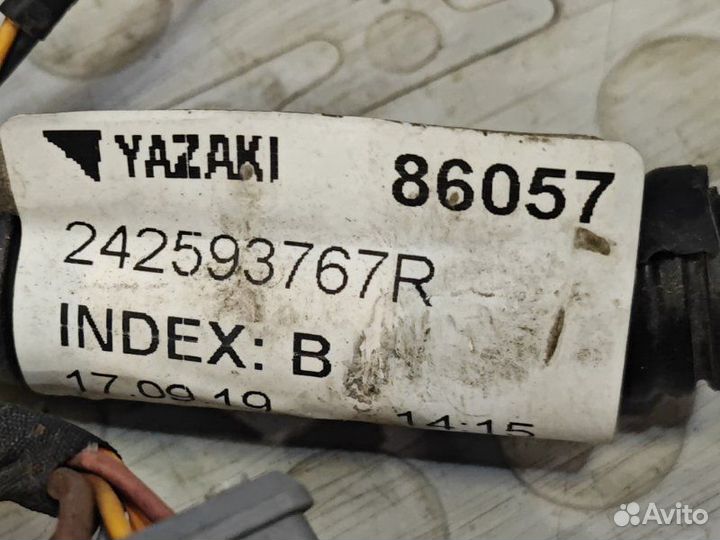 YAZAKI 86057
242593767R
INDEX: B
17.09.19 14:15
Avito